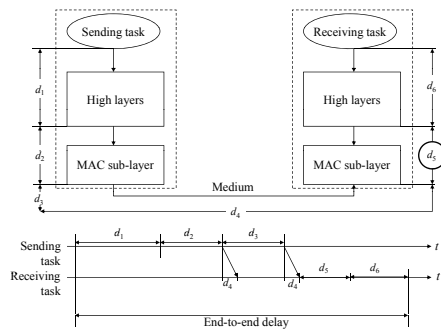 Sending task
Receiving task
d1
High layers
High layers
d6
d2
MAC sub-layer
MAC sub-layer
d5
d3
Medium
d4
d1
d2
d3
Sending
task
t
d4
d4
d5
d6
Receiving
task
t
End-to-end delay